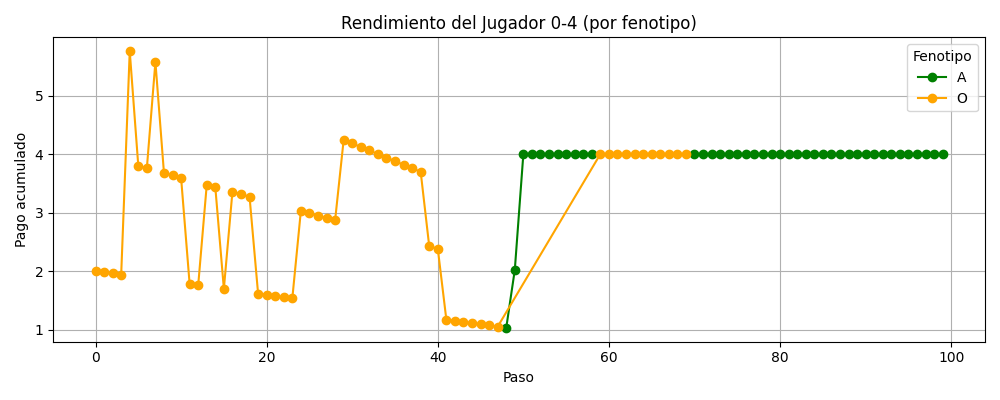 Rendimiento del Jugador 0-4 (por fenotipo)
Fenotipo
A
O
Pago acumulado
5
4
3
2
1
0 20 40 60 80 100
Paso